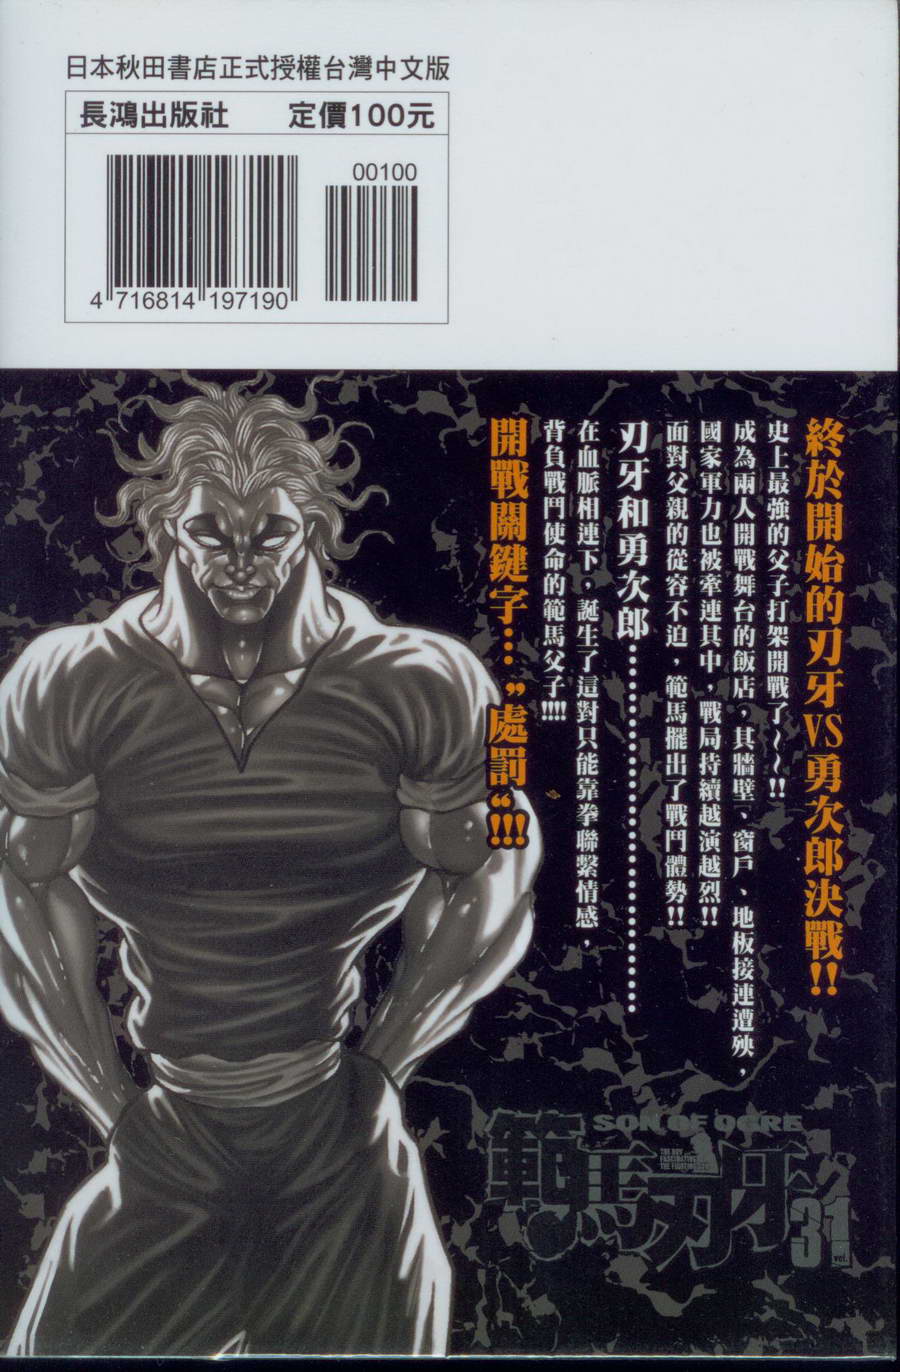 日本秋田書店正式授權台灣中文版
長鴻出版社 定價100元
00100
4 716814 197190
終於開始的刃牙VS勇次郎決戰!!
史上最強的父子打架開戰了～～!!
成為兩人開戰舞台的飯店，其牆壁、窗戶、地板接連遭殃，
國家軍力也被牽連其中，戰局持續越演越烈!!
面對父親的從容不迫，範馬擺出了戰鬥體勢!!
刃牙和勇次郎………………………………
在血脈相連下，誕生了這對只能靠拳聯繫情感，
背負戰鬥使命的範馬父子!!!!
開戰關鍵字…"處罰"!!!
SON OF OGRE
THE BOY
範馬刃牙
31
vol.